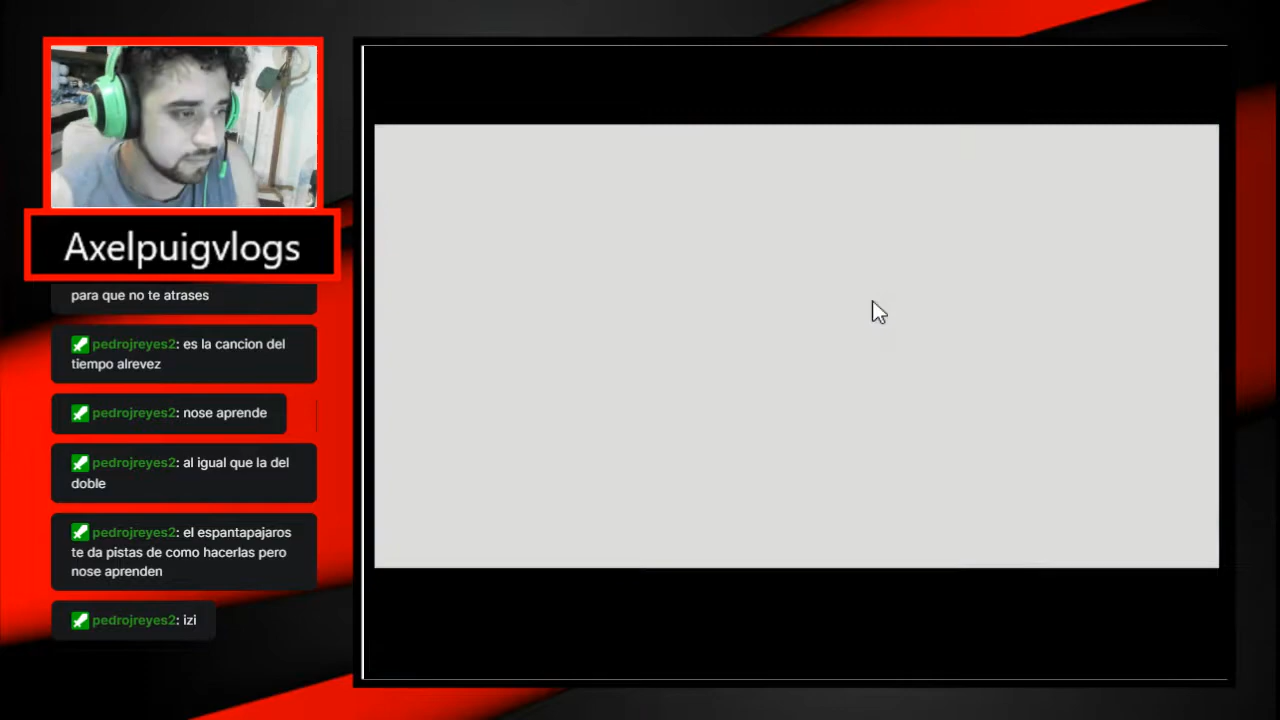 Axelpuigvlogs
para que no te atrases
pedrojreyes2: es la cancion del
tiempo alrevez
pedrojreyes2: nose aprende
pedrojreyes2: al igual que la del
doble
pedrojreyes2: el espantapajaros
te da pistas de como hacerlas pero
nose aprenden
pedrojreyes2: izi